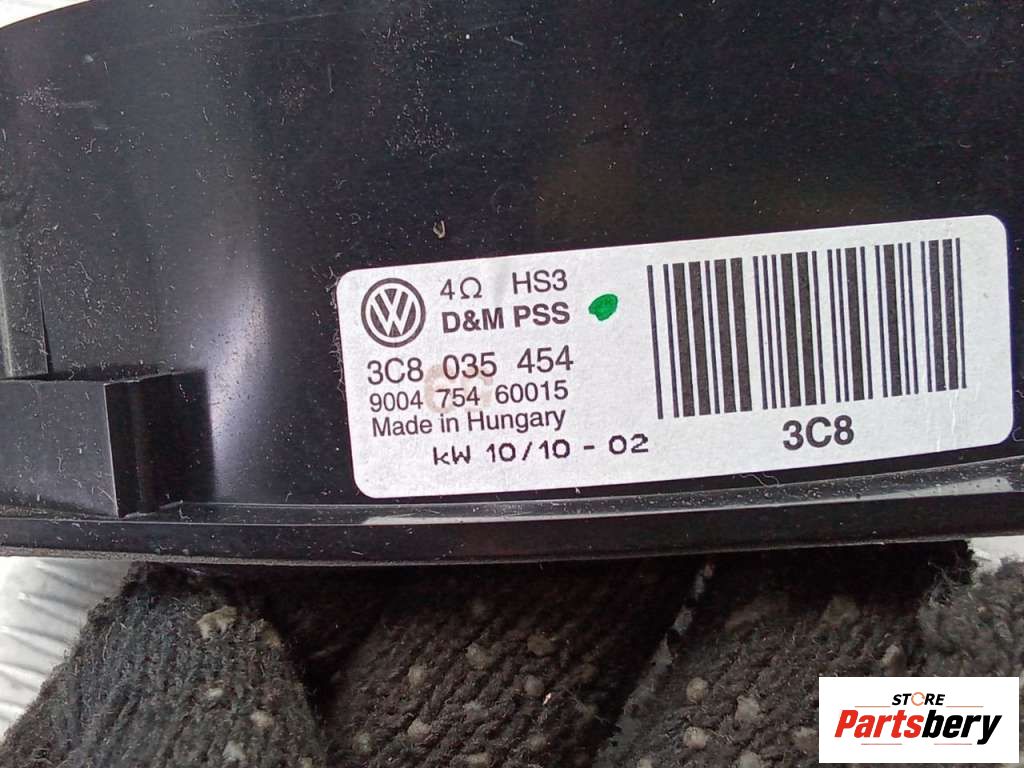 4Ω HS3
D&M PSS
3C8 035 454
9004 754 60015
Made in Hungary
kW 10/10 - 02
3C8
STORE
Partsbery